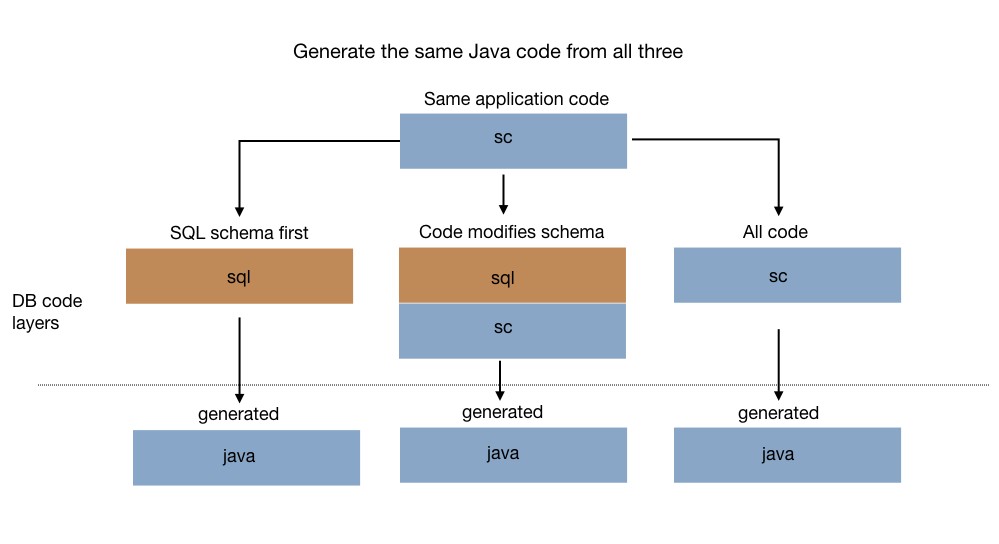 Generate the same Java code from all three
Same application code
sc
SQL schema first
Code modifies schema
All code
sql
sql
sc
DB code
layers
sc
generated
generated
generated
java
java
java